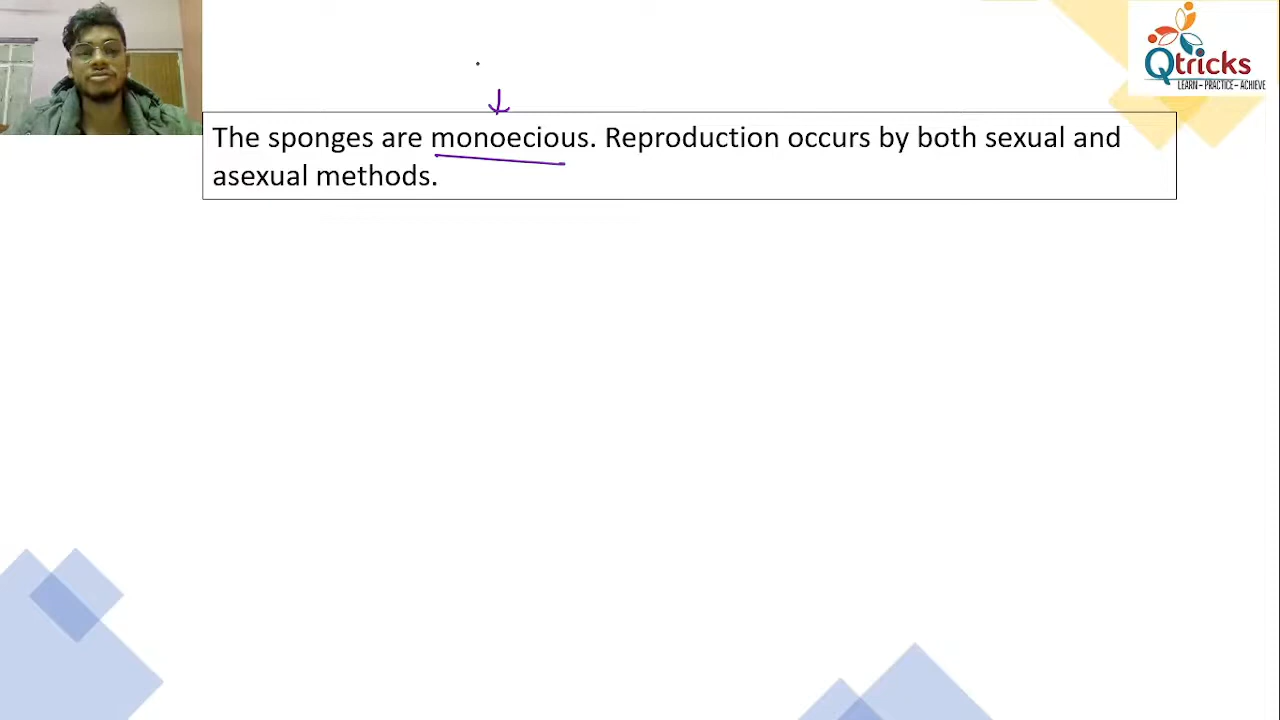 Qtricks
LEARN – PRACTICE – ACHIEVE
The sponges are monoecious. Reproduction occurs by both sexual and
asexual methods.